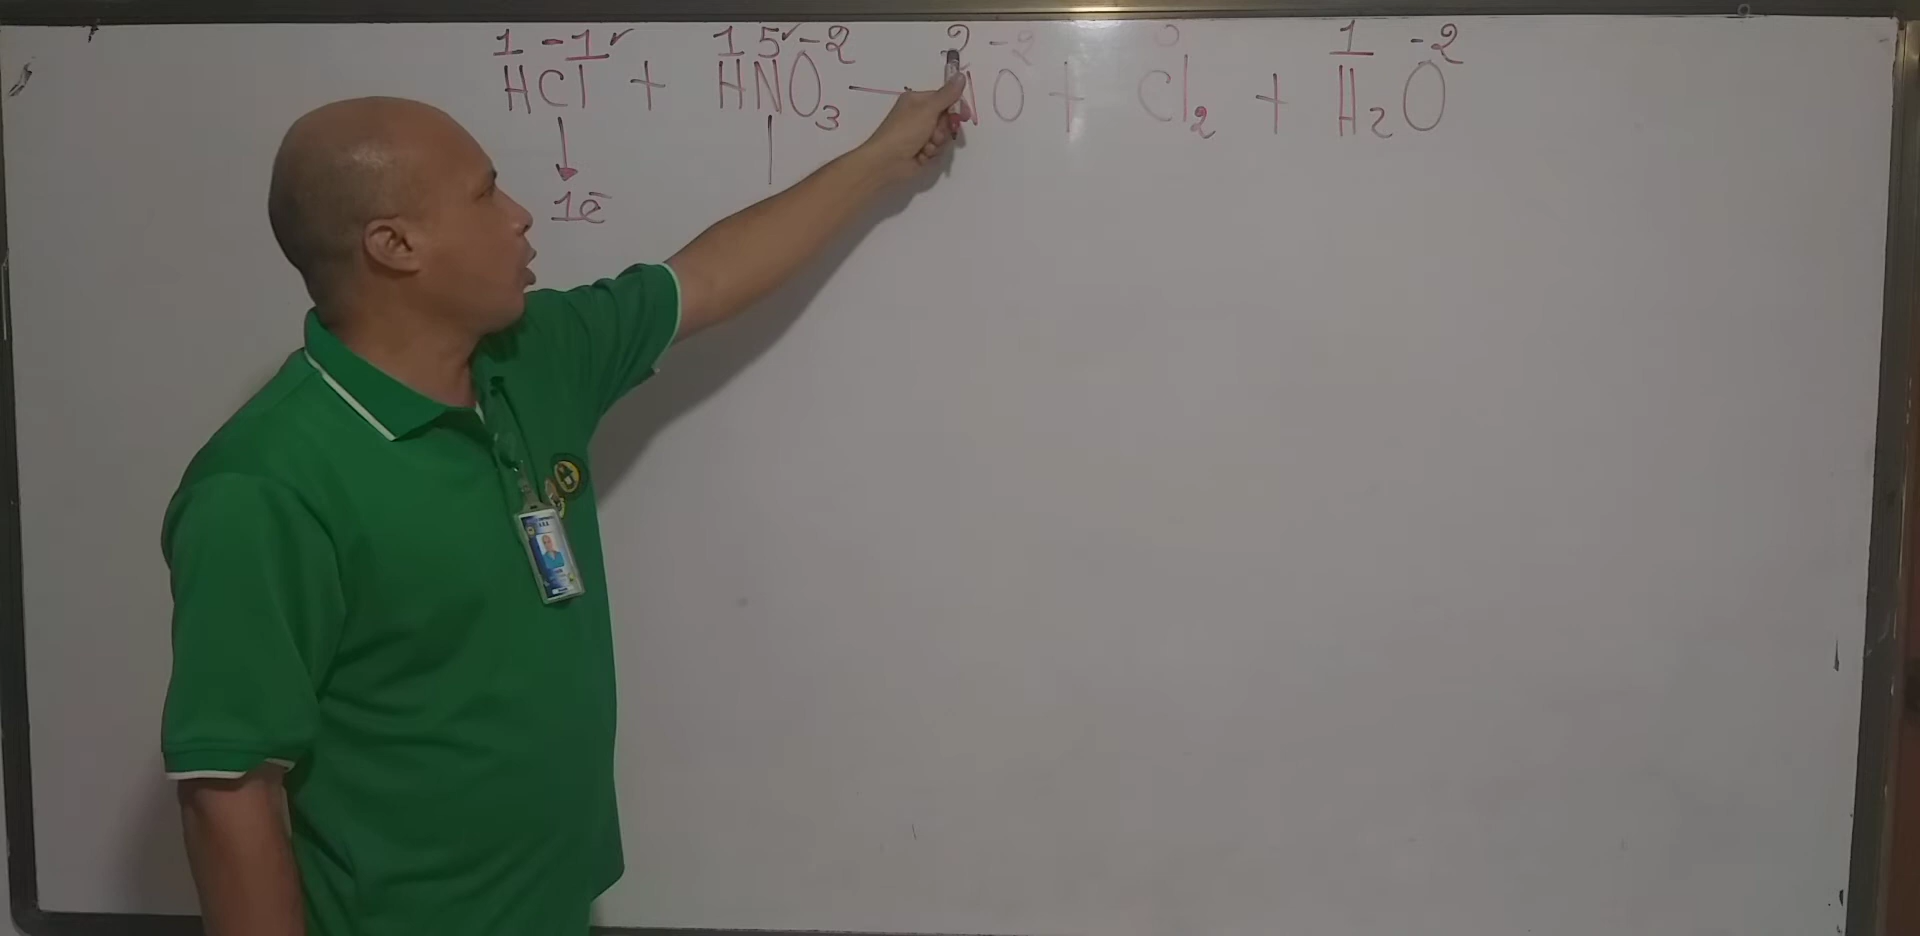 1 -1✓ 1 5✓ -2 2 -2 0 1 -2
HCl + HNO₃ → NO + Cl₂ + H₂O
1e̅